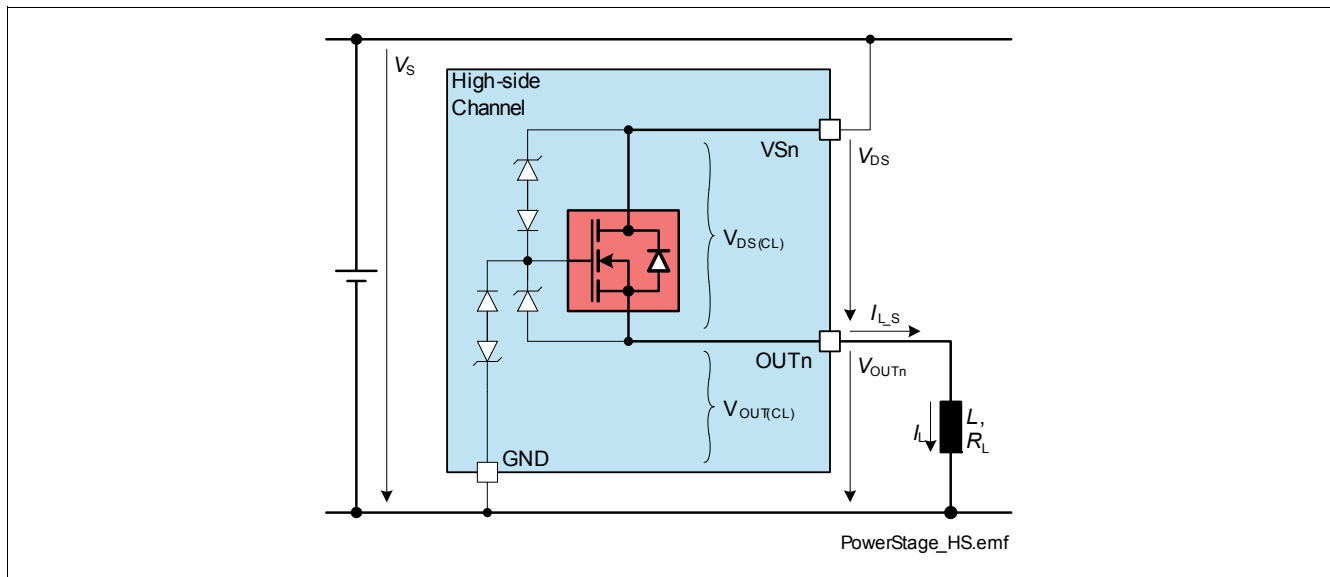 VS
High-side
Channel
VSn
VDS
VDS(CL)
IL_S
OUTn
VOUTn
VOUT(CL)
L,
IL
RL
GND
PowerStage_HS.emf